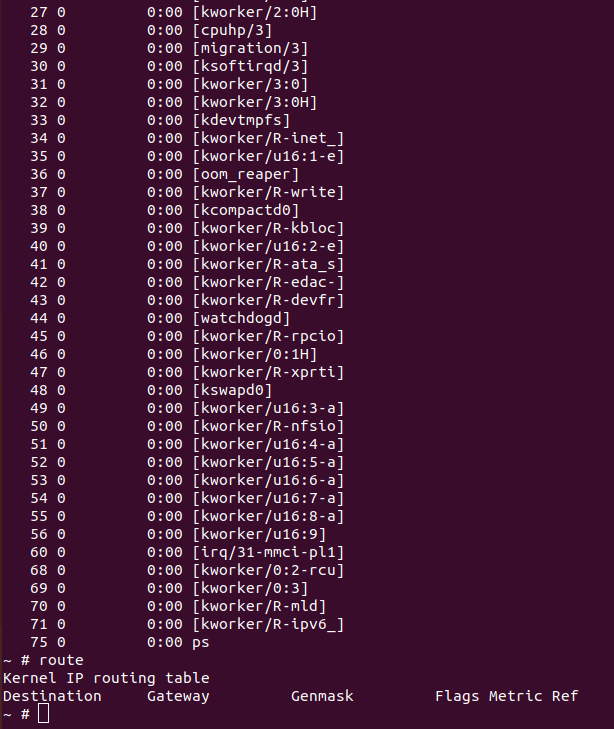 27 0 0:00 [kworker/2:0H]
28 0 0:00 [cpuhp/3]
29 0 0:00 [migration/3]
30 0 0:00 [ksoftirqd/3]
31 0 0:00 [kworker/3:0]
32 0 0:00 [kworker/3:0H]
33 0 0:00 [kdevtmpfs]
34 0 0:00 [kworker/R-inet_]
35 0 0:00 [kworker/u16:1-e]
36 0 0:00 [oom_reaper]
37 0 0:00 [kworker/R-write]
38 0 0:00 [kcompactd0]
39 0 0:00 [kworker/R-kbloc]
40 0 0:00 [kworker/u16:2-e]
41 0 0:00 [kworker/R-ata_s]
42 0 0:00 [kworker/R-edac-]
43 0 0:00 [kworker/R-devfr]
44 0 0:00 [watchdogd]
45 0 0:00 [kworker/R-rpcio]
46 0 0:00 [kworker/0:1H]
47 0 0:00 [kworker/R-xprti]
48 0 0:00 [kswapd0]
49 0 0:00 [kworker/u16:3-a]
50 0 0:00 [kworker/R-nfsio]
51 0 0:00 [kworker/u16:4-a]
52 0 0:00 [kworker/u16:5-a]
53 0 0:00 [kworker/u16:6-a]
54 0 0:00 [kworker/u16:7-a]
55 0 0:00 [kworker/u16:8-a]
56 0 0:00 [kworker/u16:9]
60 0 0:00 [irq/31-mmci-pl1]
68 0 0:00 [kworker/0:2-rcu]
69 0 0:00 [kworker/0:3]
70 0 0:00 [kworker/R-mld]
71 0 0:00 [kworker/R-ipv6_]
75 0 0:00 ps
~ # route
Kernel IP routing table
Destination Gateway Genmask Flags Metric Ref
~ #